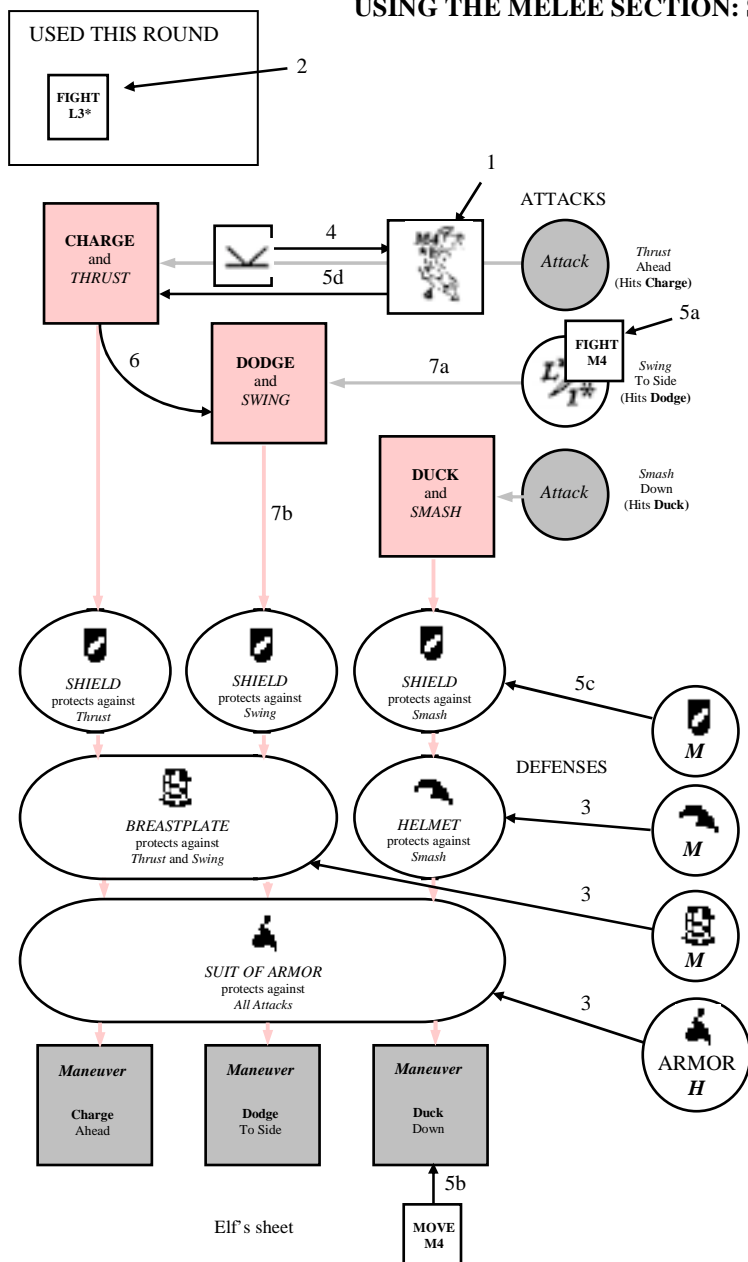 USING THE MELEE SECTION:
USED THIS ROUND
FIGHT
L3*
2
1
ATTACKS
CHARGE
and
THRUST
4
5d
M4
Attack
Thrust
Ahead
(Hits Charge)
5a
6
DODGE
and
SWING
7a
FIGHT
M4
L*
1*
Swing
To Side
(Hits Dodge)
DUCK
and
SMASH
Attack
Smash
Down
(Hits Duck)
7b
SHIELD
protects against
Thrust
SHIELD
protects against
Swing
SHIELD
protects against
Smash
5c
M
DEFENSES
BREASTPLATE
protects against
Thrust and Swing
HELMET
protects against
Smash
3
M
3
M
SUIT OF ARMOR
protects against
All Attacks
3
ARMOR
H
Maneuver
Charge
Ahead
Maneuver
Dodge
To Side
Maneuver
Duck
Down
5b
Elf's sheet
MOVE
M4